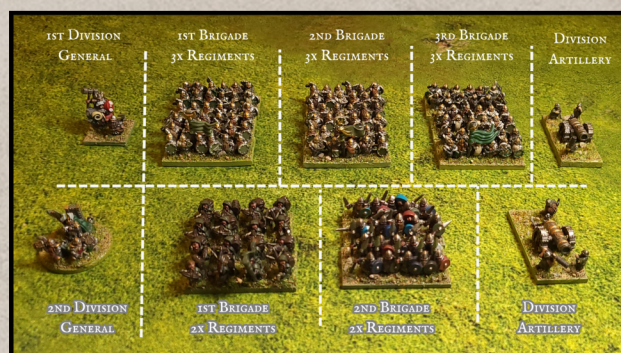 1st Division
General
1st Brigade
3x Regiments
2nd Brigade
3x Regiments
3rd Brigade
3x Regiments
Division
Artillery
2nd Division
General
1st Brigade
2x Regiments
2nd Brigade
2x Regiments
Division
Artillery